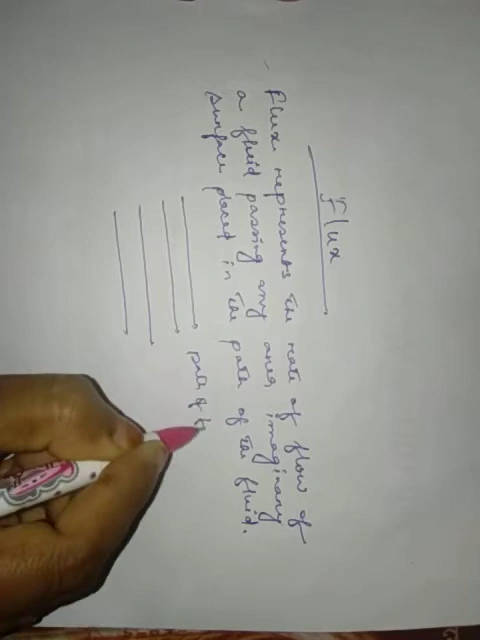 Flux
- Flux represents the rate of flow of
a fluid passing any area imaginary
surface placed in the path of the fluid.
path of